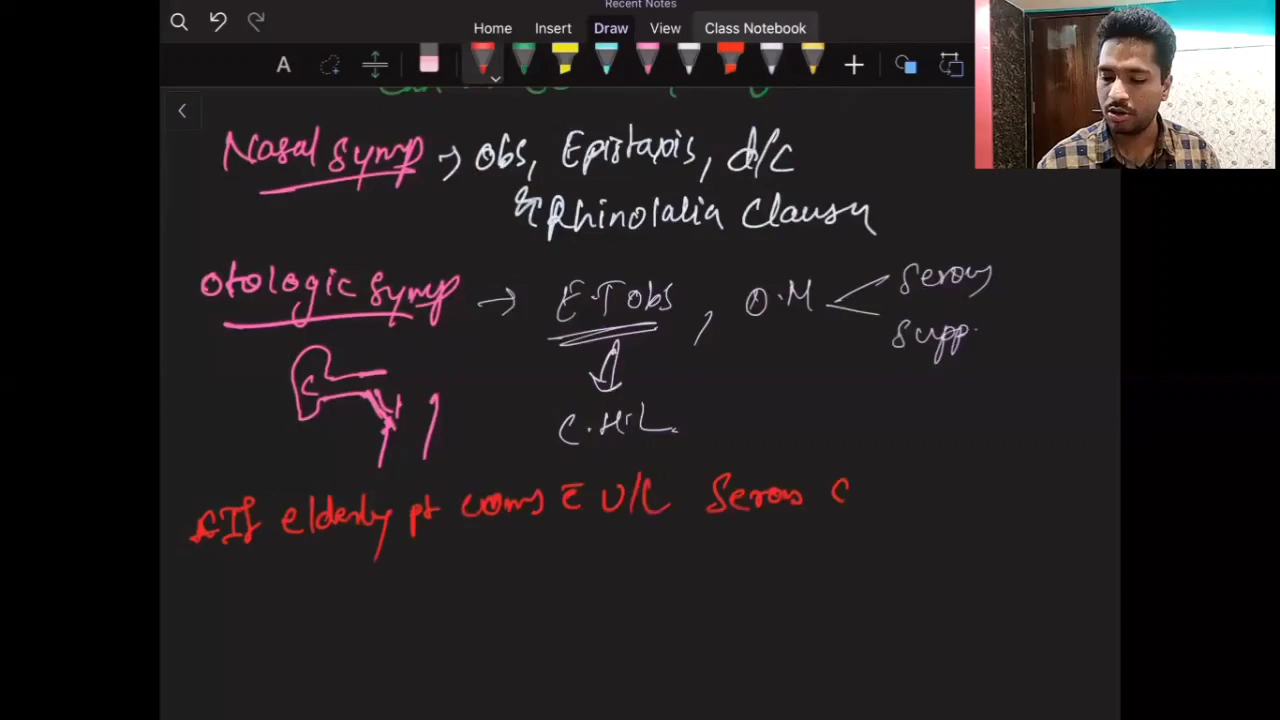 Recent Notes
Home Insert Draw View Class Notebook
A
Nasal symp → Obs, Epistaxis, d/c
& Rhinolalia Clausa
Otologic symp → E.T obs, O.M < Serous
Supp.
C.H.L.
*If elderly pt coms c̄ U/L Serous O